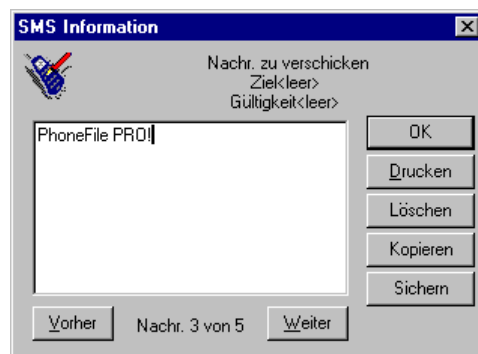 SMS Information
Nachr. zu verschicken
Ziel<leer>
Gültigkeit<leer>
PhoneFile PRO!
OK
Drucken
Löschen
Kopieren
Sichern
Vorher
Nachr. 3 von 5
Weiter